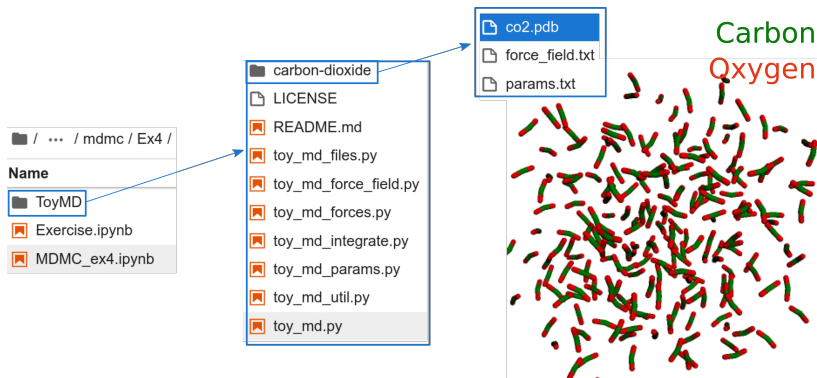 / ··· / mdmc / Ex4 /
Name
ToyMD
Exercise.ipynb
MDMC_ex4.ipynb
carbon-dioxide
LICENSE
README.md
toy_md_files.py
toy_md_force_field.py
toy_md_forces.py
toy_md_integrate.py
toy_md_params.py
toy_md_util.py
toy_md.py
co2.pdb
force_field.txt
params.txt
Carbon
Oxygen